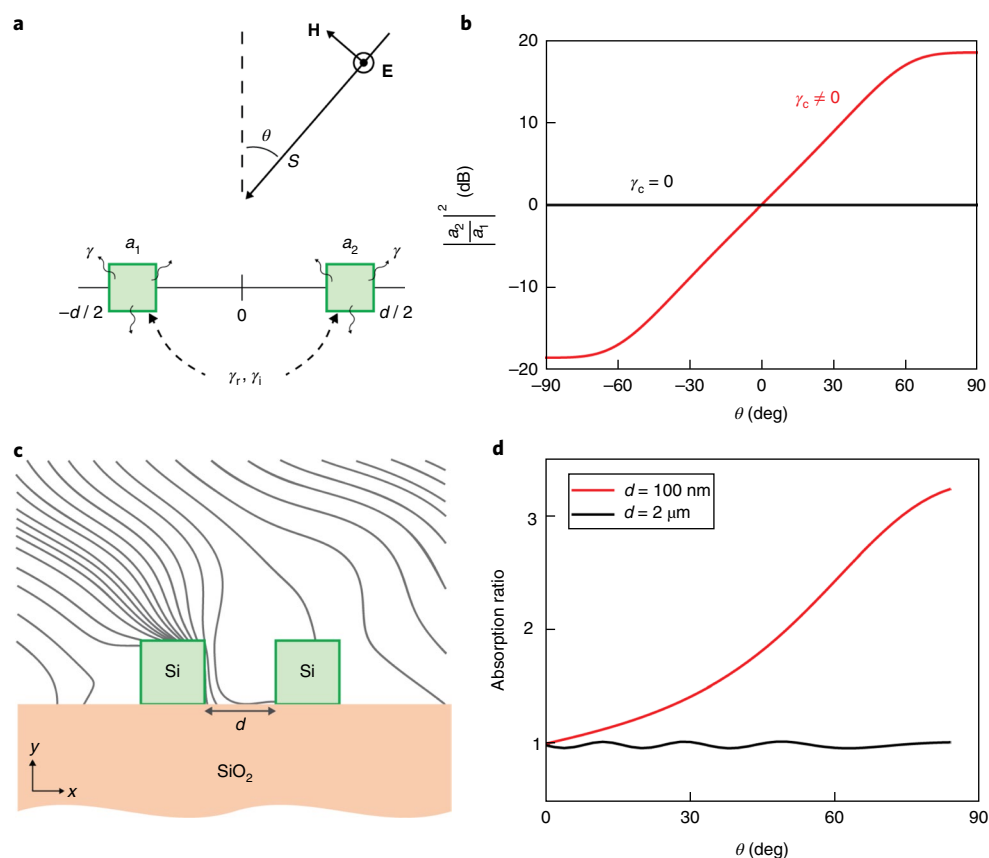 a
H
E
θ
S
a1
a2
γ
γ
−d / 2
0
d / 2
γr, γi
b
20
10
0
−10
−20
|a2|a1|² (dB)
γc ≠ 0
γc = 0
−90
−60
−30
0
30
60
90
θ (deg)
c
Si
Si
d
y
x
SiO2
d
d = 100 nm
d = 2 μm
3
2
1
Absorption ratio
0
30
60
90
θ (deg)